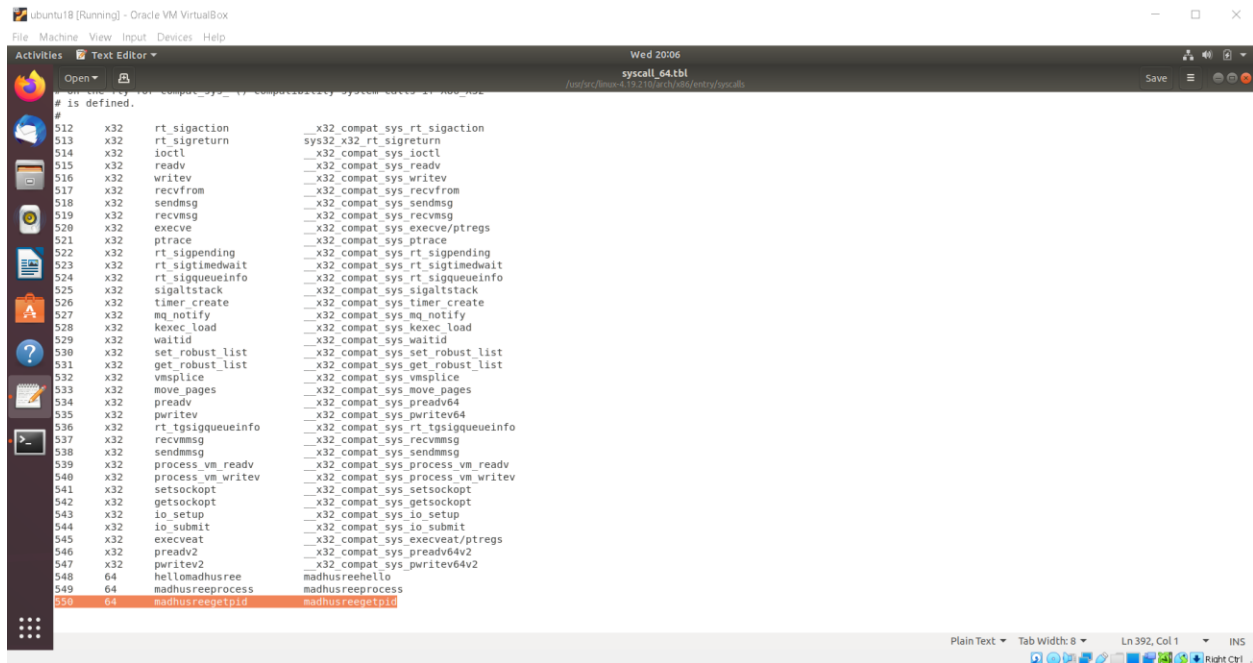 ubuntu18 [Running] - Oracle VM VirtualBox
File Machine View Input Devices Help
Activities Text Editor Wed 20:06
Open syscall_64.tbl Save
/usr/src/linux-4.19.210/arch/x86/entry/syscalls
# is defined.
#
512 x32 rt_sigaction __x32_compat_sys_rt_sigaction
513 x32 rt_sigreturn sys32_x32_rt_sigreturn
514 x32 ioctl __x32_compat_sys_ioctl
515 x32 readv __x32_compat_sys_readv
516 x32 writev __x32_compat_sys_writev
517 x32 recvfrom __x32_compat_sys_recvfrom
518 x32 sendmsg __x32_compat_sys_sendmsg
519 x32 recvmsg __x32_compat_sys_recvmsg
520 x32 execve __x32_compat_sys_execve/ptregs
521 x32 ptrace __x32_compat_sys_ptrace
522 x32 rt_sigpending __x32_compat_sys_rt_sigpending
523 x32 rt_sigtimedwait __x32_compat_sys_rt_sigtimedwait
524 x32 rt_sigqueueinfo __x32_compat_sys_rt_sigqueueinfo
525 x32 sigaltstack __x32_compat_sys_sigaltstack
526 x32 timer_create __x32_compat_sys_timer_create
527 x32 mq_notify __x32_compat_sys_mq_notify
528 x32 kexec_load __x32_compat_sys_kexec_load
529 x32 waitid __x32_compat_sys_waitid
530 x32 set_robust_list __x32_compat_sys_set_robust_list
531 x32 get_robust_list __x32_compat_sys_get_robust_list
532 x32 vmsplice __x32_compat_sys_vmsplice
533 x32 move_pages __x32_compat_sys_move_pages
534 x32 preadv __x32_compat_sys_preadv64
535 x32 pwritev __x32_compat_sys_pwritev64
536 x32 rt_tgsigqueueinfo __x32_compat_sys_rt_tgsigqueueinfo
537 x32 recvmmsg __x32_compat_sys_recvmmsg
538 x32 sendmmsg __x32_compat_sys_sendmmsg
539 x32 process_vm_readv __x32_compat_sys_process_vm_readv
540 x32 process_vm_writev __x32_compat_sys_process_vm_writev
541 x32 setsockopt __x32_compat_sys_setsockopt
542 x32 getsockopt __x32_compat_sys_getsockopt
543 x32 io_setup __x32_compat_sys_io_setup
544 x32 io_submit __x32_compat_sys_io_submit
545 x32 execveat __x32_compat_sys_execveat/ptregs
546 x32 preadv2 __x32_compat_sys_preadv64v2
547 x32 pwritev2 __x32_compat_sys_pwritev64v2
548 64 hellomadhusree madhusreehello
549 64 madhusreeprocess madhusreeprocess
550 64 madhusreegetpid madhusreegetpid
Plain Text Tab Width: 8 Ln 392, Col 1 INS
Right Ctrl